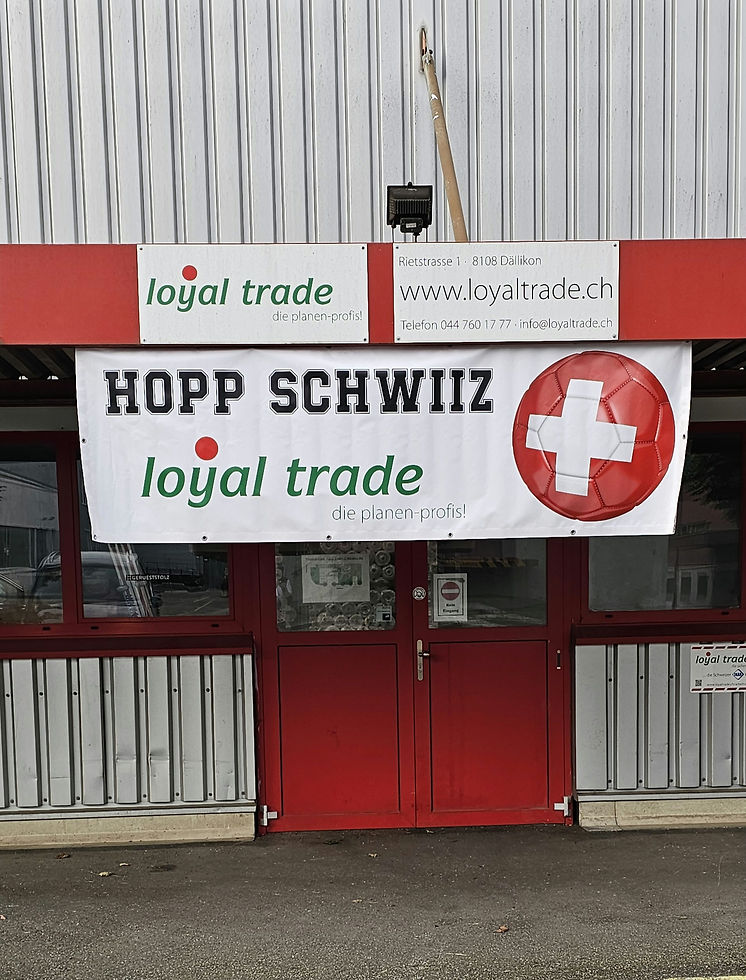 loyal trade
die planen-profis!
Rietstrasse 1 · 8108 Dällikon
www.loyaltrade.ch
Telefon 044 760 17 77 · info@loyaltrade.ch
HOPP SCHWIIZ
loyal trade
die planen-profis!
GERUESTSTOLZ
Kein
Eingang
loyal trade